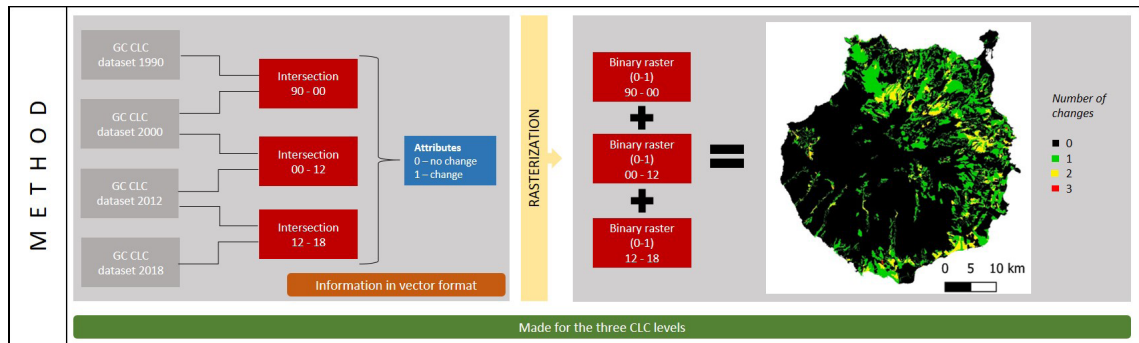 METHOD
GC CLC
dataset 1990
GC CLC
dataset 2000
GC CLC
dataset 2012
GC CLC
dataset 2018
Intersection
90 - 00
Intersection
00 - 12
Intersection
12 - 18
Attributes
0 – no change
1 – change
Information in vector format
RASTERIZATION
Binary raster
(0-1)
90 - 00
+
Binary raster
(0-1)
00 - 12
+
Binary raster
(0-1)
12 - 18
=
0 5 10 km
Number of
changes
0
1
2
3
Made for the three CLC levels